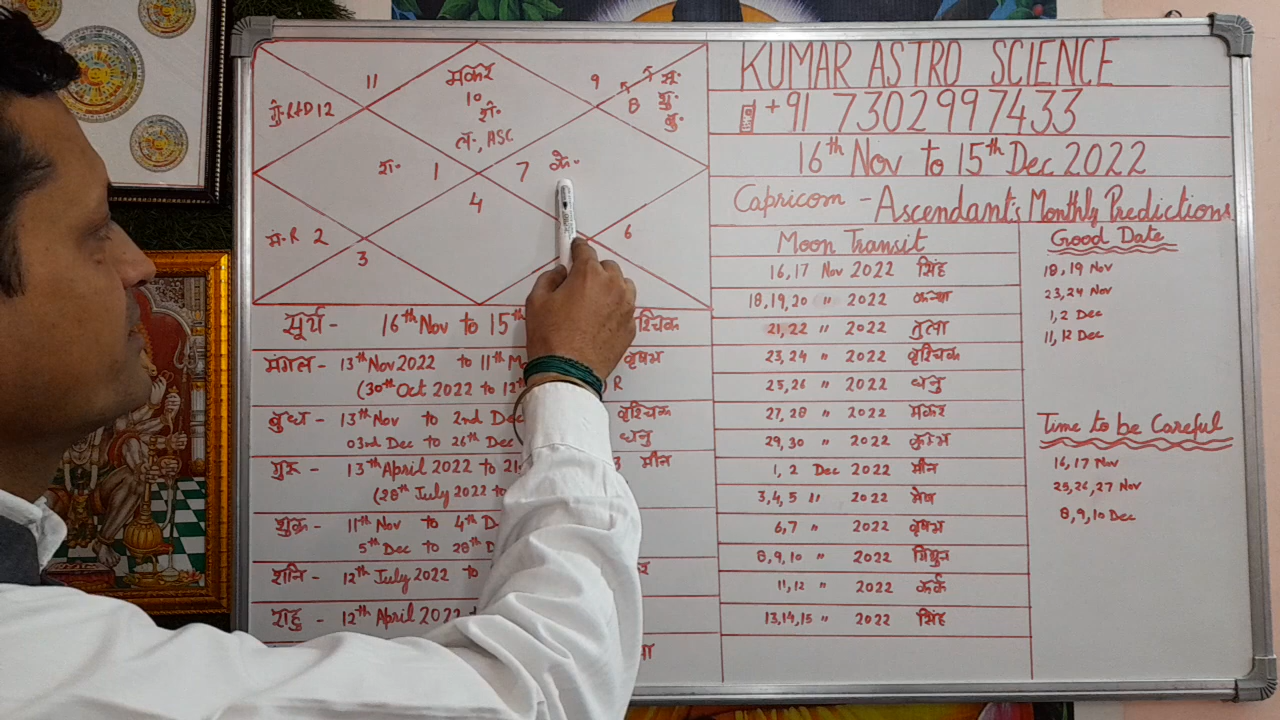 11
मकर
10
श.
ल., ASC
9
8
सू.
शु.
बु.
गु. R+D 12
रा. 1
7 के.
4
मं. R 2
3
6
KUMAR ASTRO SCIENCE
+91 7302997433
16th Nov to 15th Dec 2022
Capricorn - Ascendant's Monthly Predictions
सूर्य - 16th Nov to 15th वृश्चिक
मंगल - 13th Nov 2022 to 11th वृषभ
(30th Oct 2022 to 12th R
बुध - 13th Nov to 2nd Dec वृश्चिक
03rd Dec to 26th Dec धनु
गुरू - 13th April 2022 to 21 मीन
(28th July 2022 to
शुक्र - 11th Nov to 4th D
5th Dec to 28th D
शनि - 12th July 2022 to
राहु - 12th April 2022
Moon Transit
16,17 Nov 2022 सिंह
18,19,20 " 2022 कन्या
21,22 " 2022 तुला
23,24 " 2022 वृश्चिक
25,26 " 2022 धनु
27,28 " 2022 मकर
29,30 " 2022 कुम्भ
1, 2 Dec 2022 मीन
3,4,5 " 2022 मेष
6,7 " 2022 वृषभ
8,9,10 " 2022 मिथुन
11,12 " 2022 कर्क
13,14,15 " 2022 सिंह
Good Date
18,19 Nov
23,24 Nov
1,2 Dec
11,12 Dec
Time to be Careful
16,17 Nov
25,26,27 Nov
8,9,10 Dec